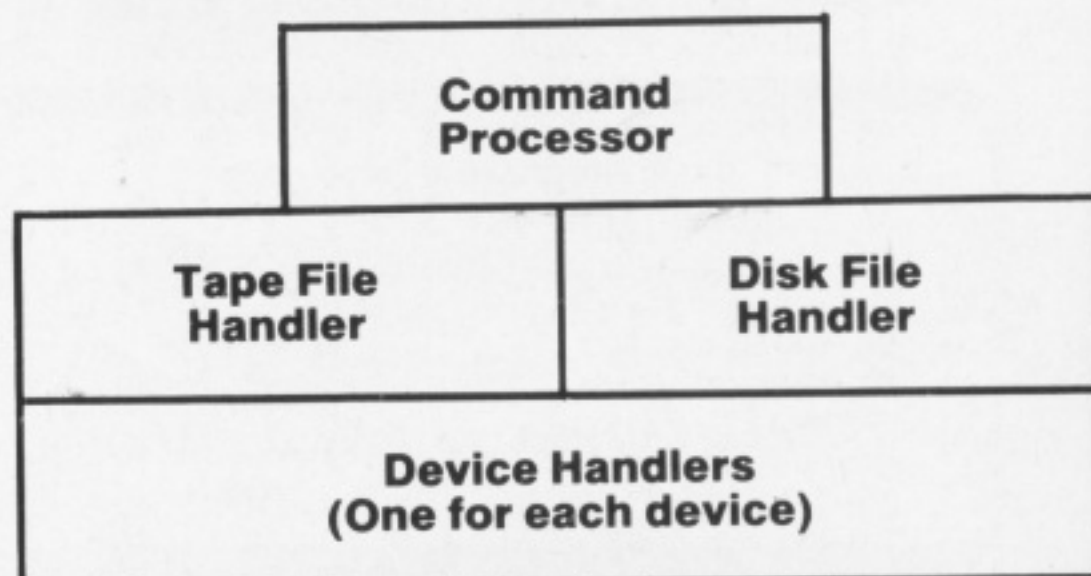 Command
Processor
Tape File
Handler
Disk File
Handler
Device Handlers
(One for each device)